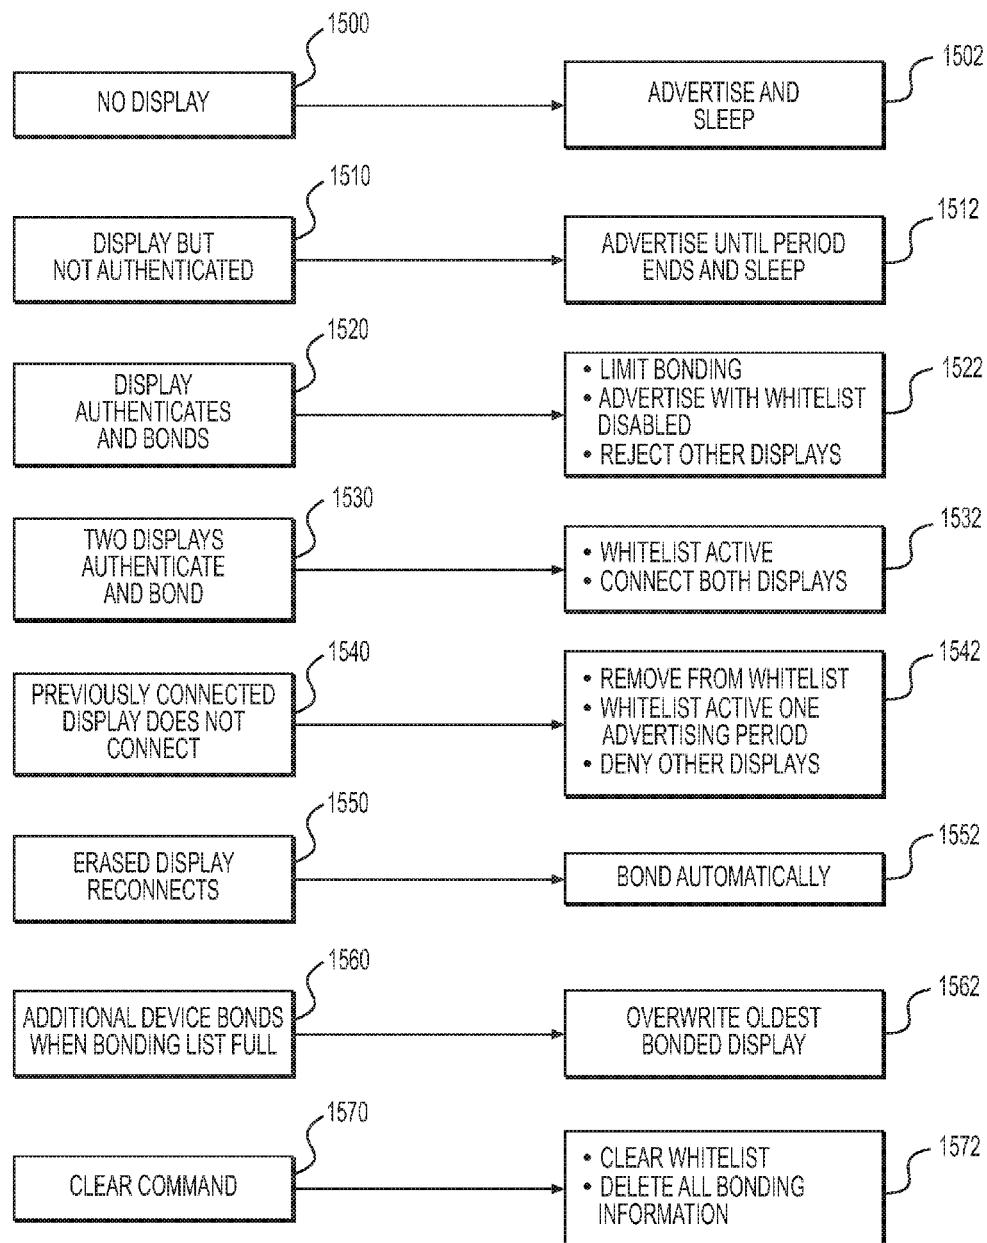 1500
NO DISPLAY
1502
ADVERTISE AND
SLEEP
1510
DISPLAY BUT
NOT AUTHENTICATED
1512
ADVERTISE UNTIL PERIOD
ENDS AND SLEEP
1520
DISPLAY
AUTHENTICATES
AND BONDS
1522
• LIMIT BONDING
• ADVERTISE WITH WHITELIST
DISABLED
• REJECT OTHER DISPLAYS
1530
TWO DISPLAYS
AUTHENTICATE
AND BOND
1532
• WHITELIST ACTIVE
• CONNECT BOTH DISPLAYS
1540
PREVIOUSLY CONNECTED
DISPLAY DOES NOT
CONNECT
1542
• REMOVE FROM WHITELIST
• WHITELIST ACTIVE ONE
ADVERTISING PERIOD
• DENY OTHER DISPLAYS
1550
ERASED DISPLAY
RECONNECTS
1552
BOND AUTOMATICALLY
1560
ADDITIONAL DEVICE BONDS
WHEN BONDING LIST FULL
1562
OVERWRITE OLDEST
BONDED DISPLAY
1570
CLEAR COMMAND
1572
• CLEAR WHITELIST
• DELETE ALL BONDING
INFORMATION